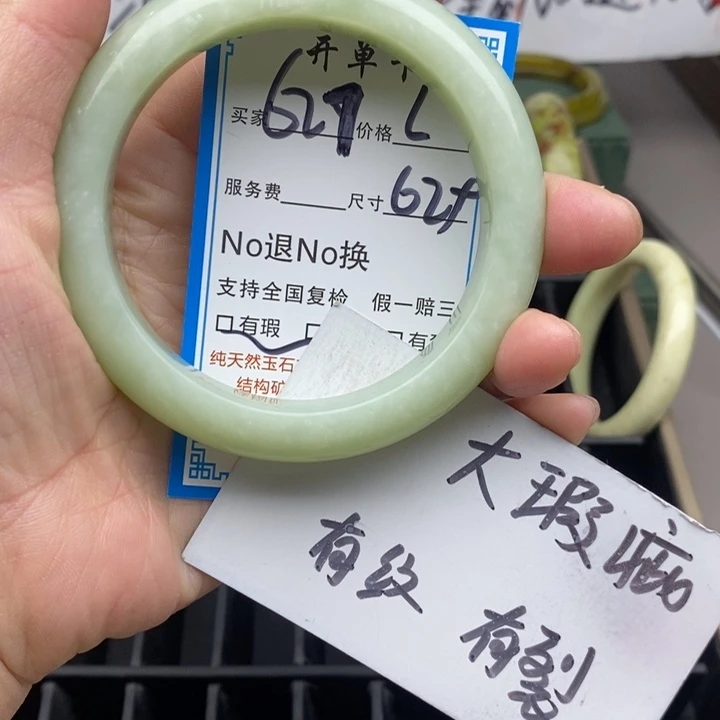 开单
买家 627 价格 L
服务费 尺寸 62+
No退No换
支持全国复检 假一赔三
□有瑕
纯天然玉石
结构矿
大瑕疵
有纹
有裂